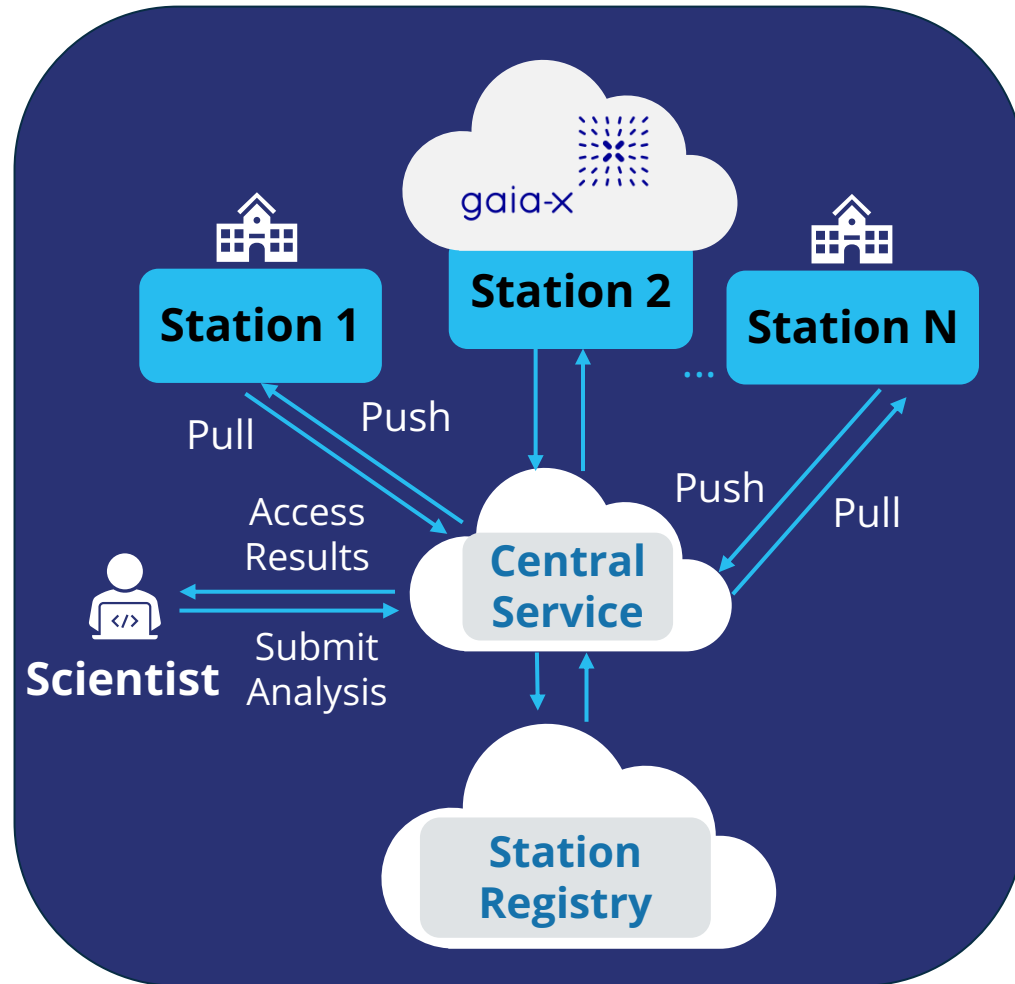 gaia-x
Station 1
Station 2
Station N
...
Pull
Push
Push
Pull
Access
Results
Central
Service
Scientist
</>
Submit
Analysis
Station
Registry